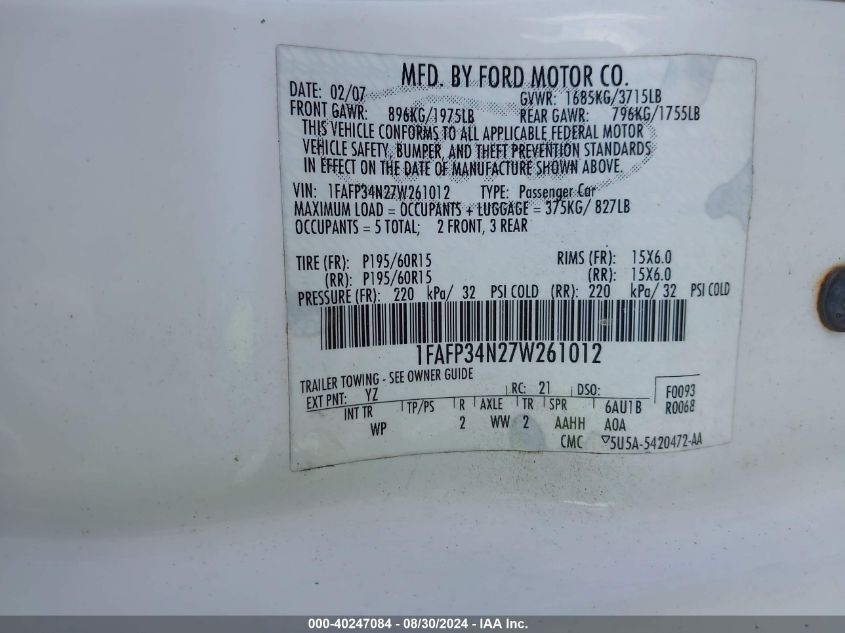 MFD. BY FORD MOTOR CO.
DATE: 02/07 GVWR: 1685KG/3715LB
FRONT GAWR: 896KG/1975LB REAR GAWR: 796KG/1755LB
THIS VEHICLE CONFORMS TO ALL APPLICABLE FEDERAL MOTOR
VEHICLE SAFETY, BUMPER, AND THEFT PREVENTION STANDARDS
IN EFFECT ON THE DATE OF MANUFACTURE SHOWN ABOVE.
VIN: 1FAFP34N27W261012 TYPE: Passenger Car
MAXIMUM LOAD = OCCUPANTS + LUGGAGE = 375KG/ 827LB
OCCUPANTS = 5 TOTAL; 2 FRONT, 3 REAR
TIRE (FR): P195/60R15 RIMS (FR): 15X6.0
(RR): P195/60R15 (RR): 15X6.0
PRESSURE (FR): 220 kPa/ 32 PSI COLD (RR): 220 kPa/ 32 PSI COLD
1FAFP34N27W261012
TRAILER TOWING - SEE OWNER GUIDE
EXT PNT: YZ RC: 21 DSO: F0093
INT TR TP/PS R AXLE TR SPR 6AU1B R0068
WP 2 WW 2 AAHH A0A
CMC ▽5U5A-5420472-AA
000-40247084 - 08/30/2024 - IAA Inc.